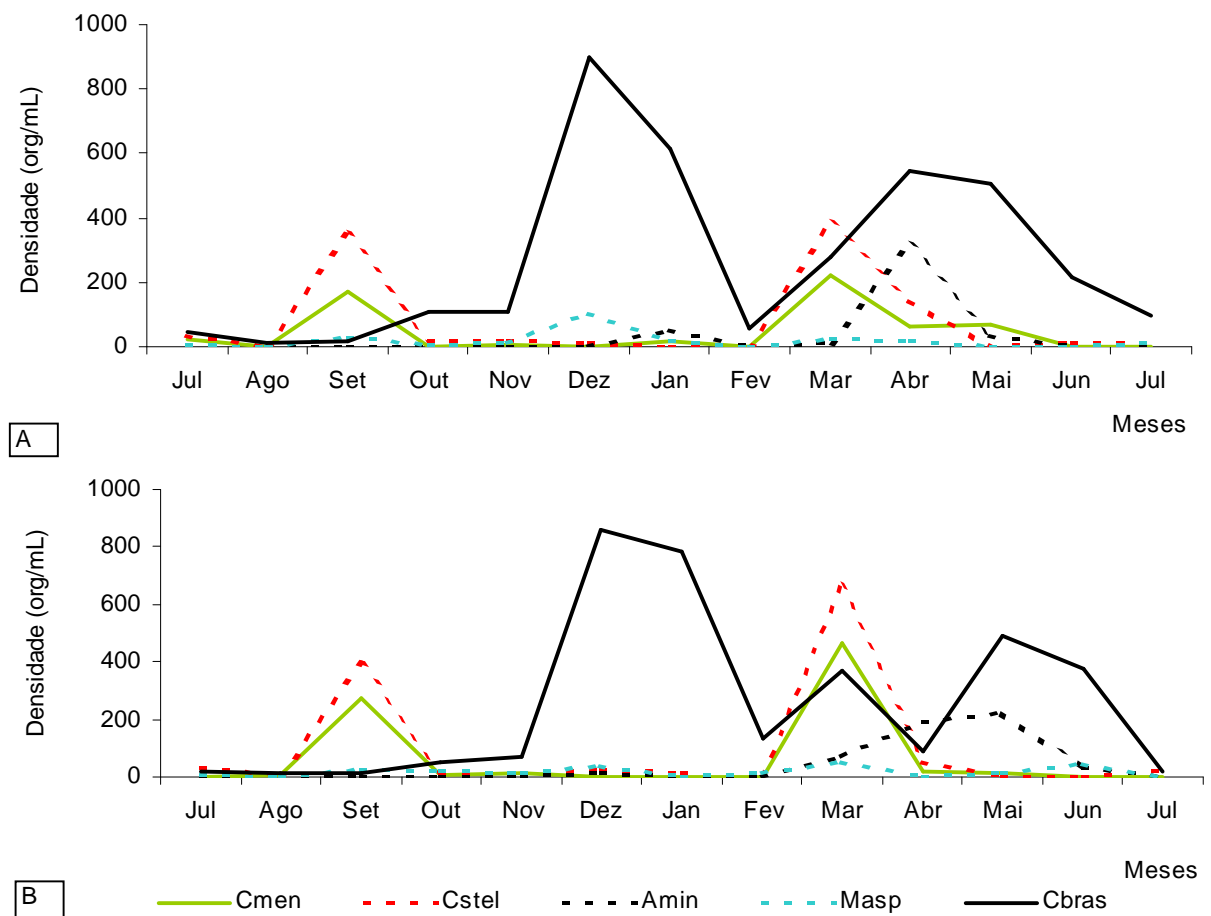 1000
800
600
400
200
0
Densidade (org/mL)
Jul Ago Set Out Nov Dez Jan Fev Mar Abr Mai Jun Jul
Meses
A
1000
800
600
400
200
0
Densidade (org/mL)
Jul Ago Set Out Nov Dez Jan Fev Mar Abr Mai Jun Jul
Meses
B
Cmen Cstel Amin Masp Cbras